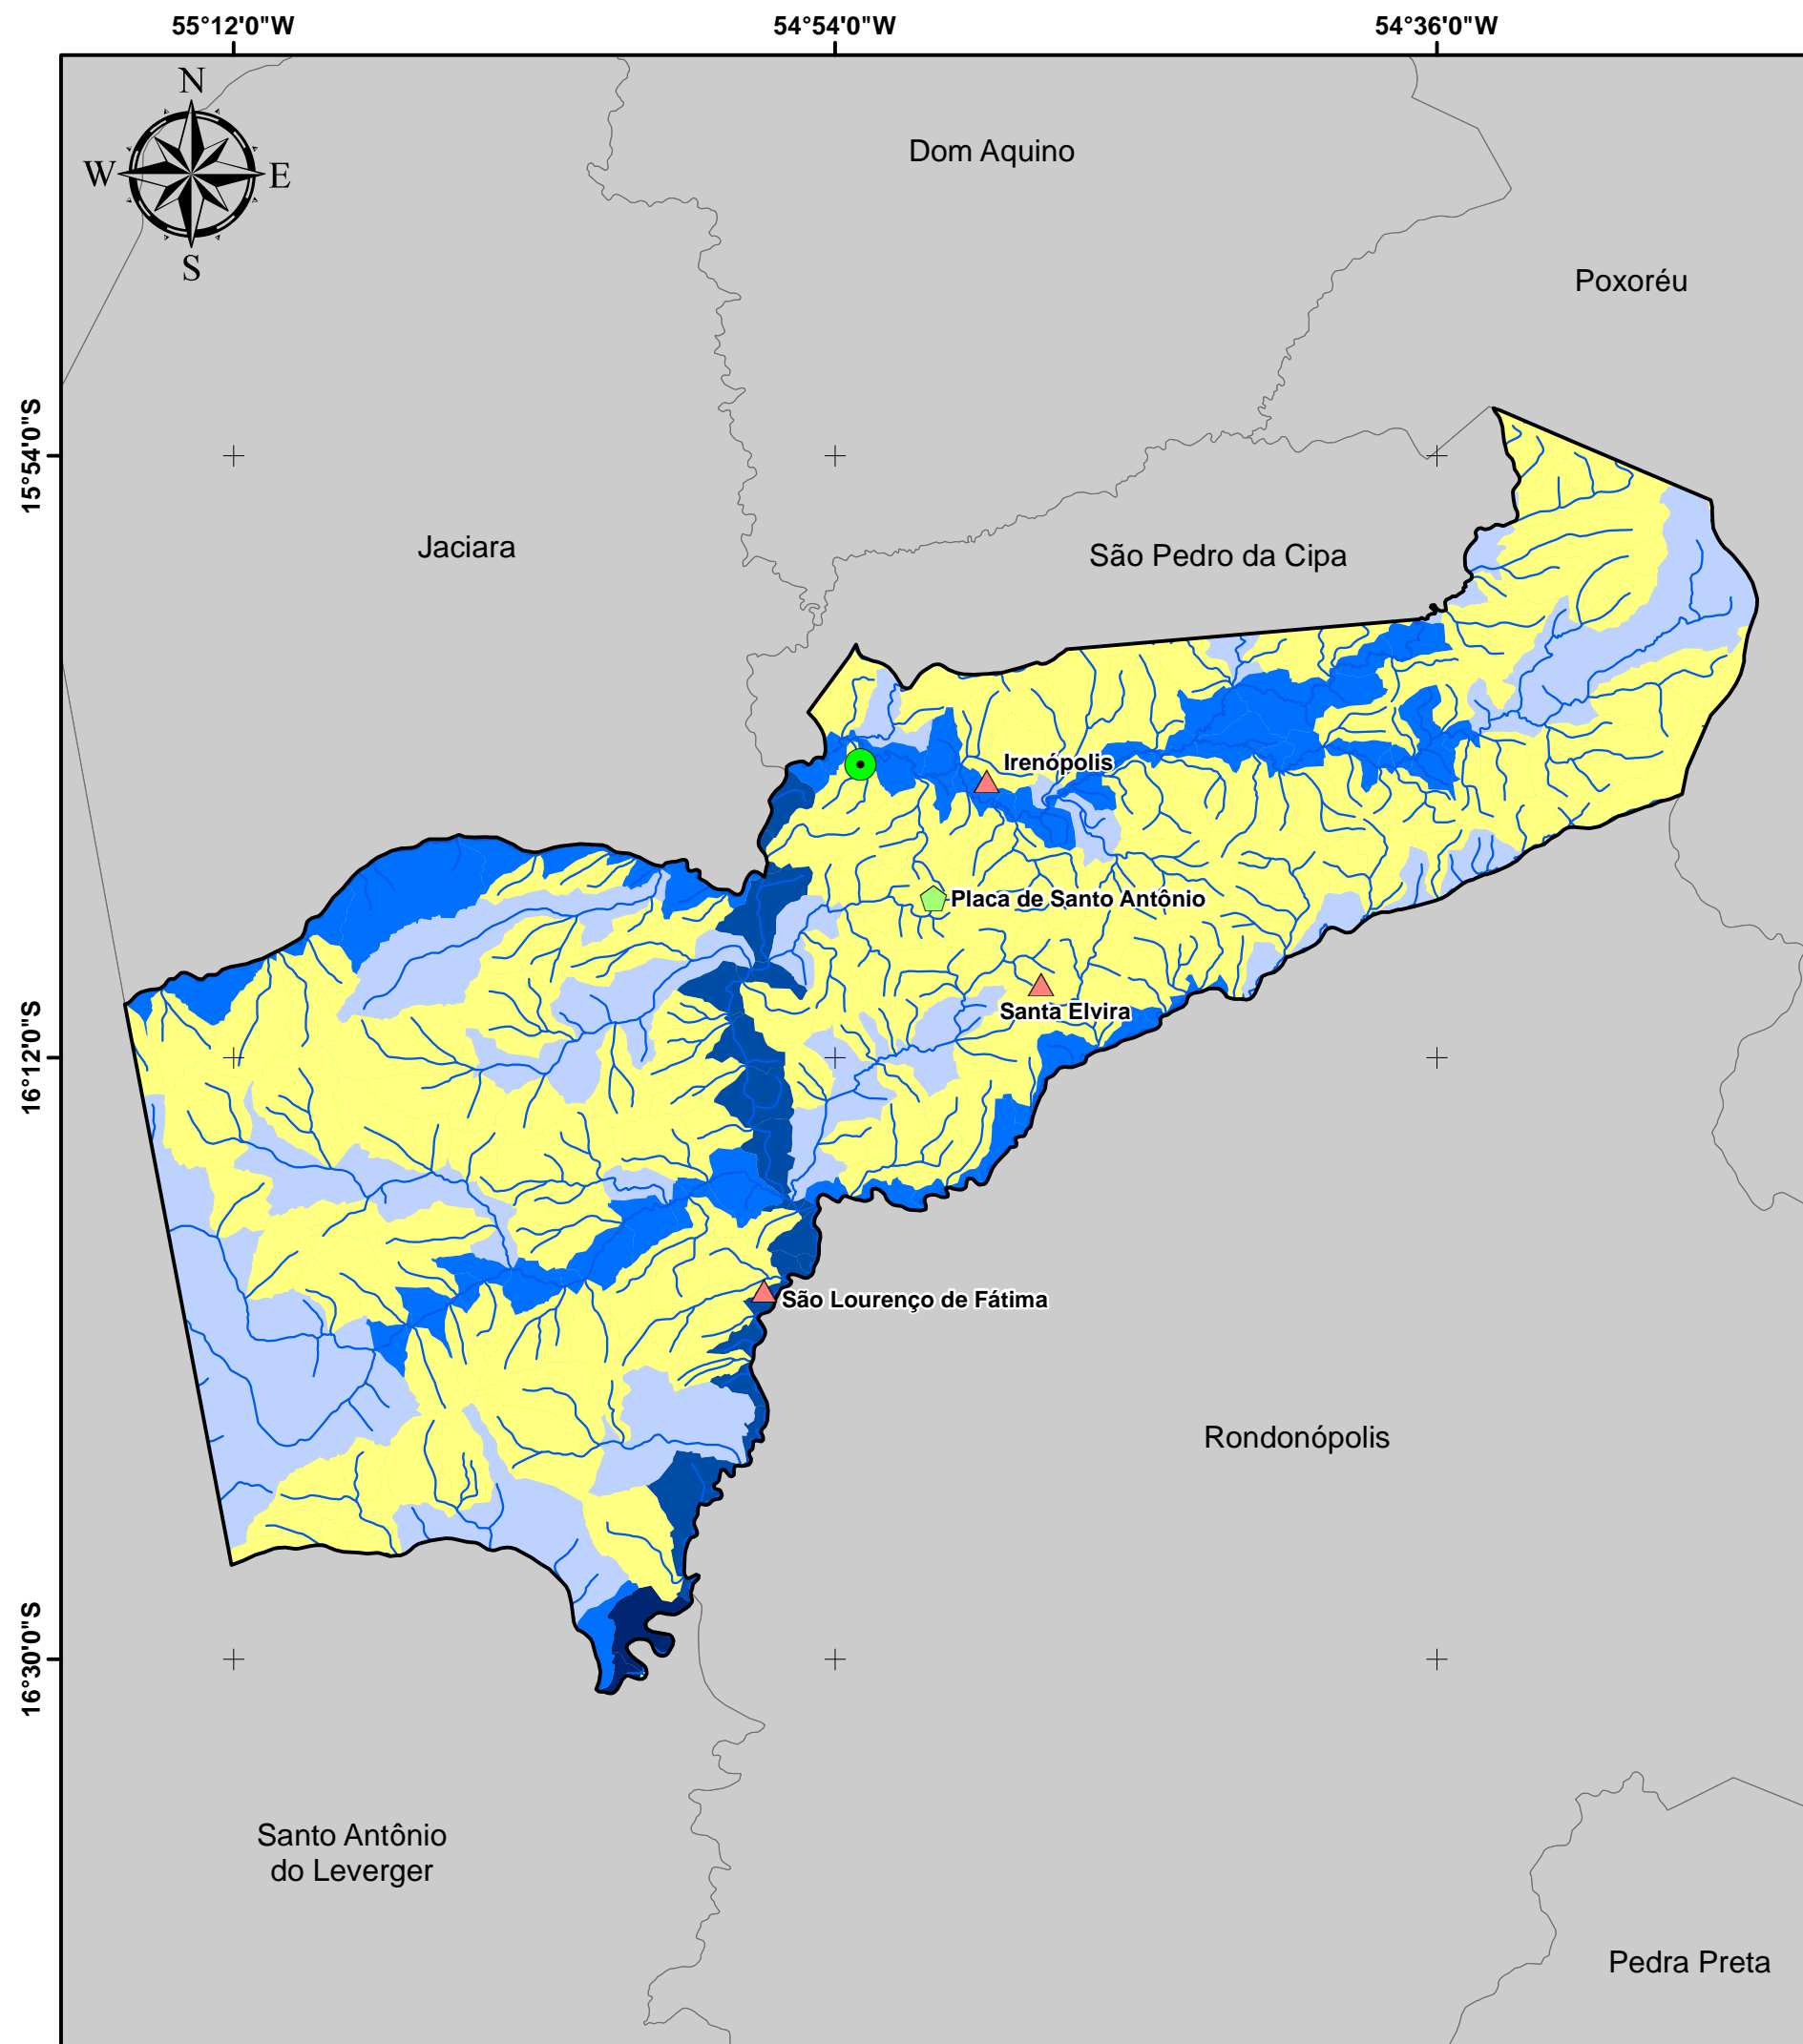 55°12'0"W
54°54'0"W
54°36'0"W
N
W
E
S
Dom Aquino
Poxoréu
15°54'0"S
Jaciara
São Pedro da Cipa
Irenópolis
Placa de Santo Antônio
Santa Elvira
16°12'0"S
São Lourenço de Fátima
Rondonópolis
16°30'0"S
Santo Antônio
do Leverger
Pedra Preta